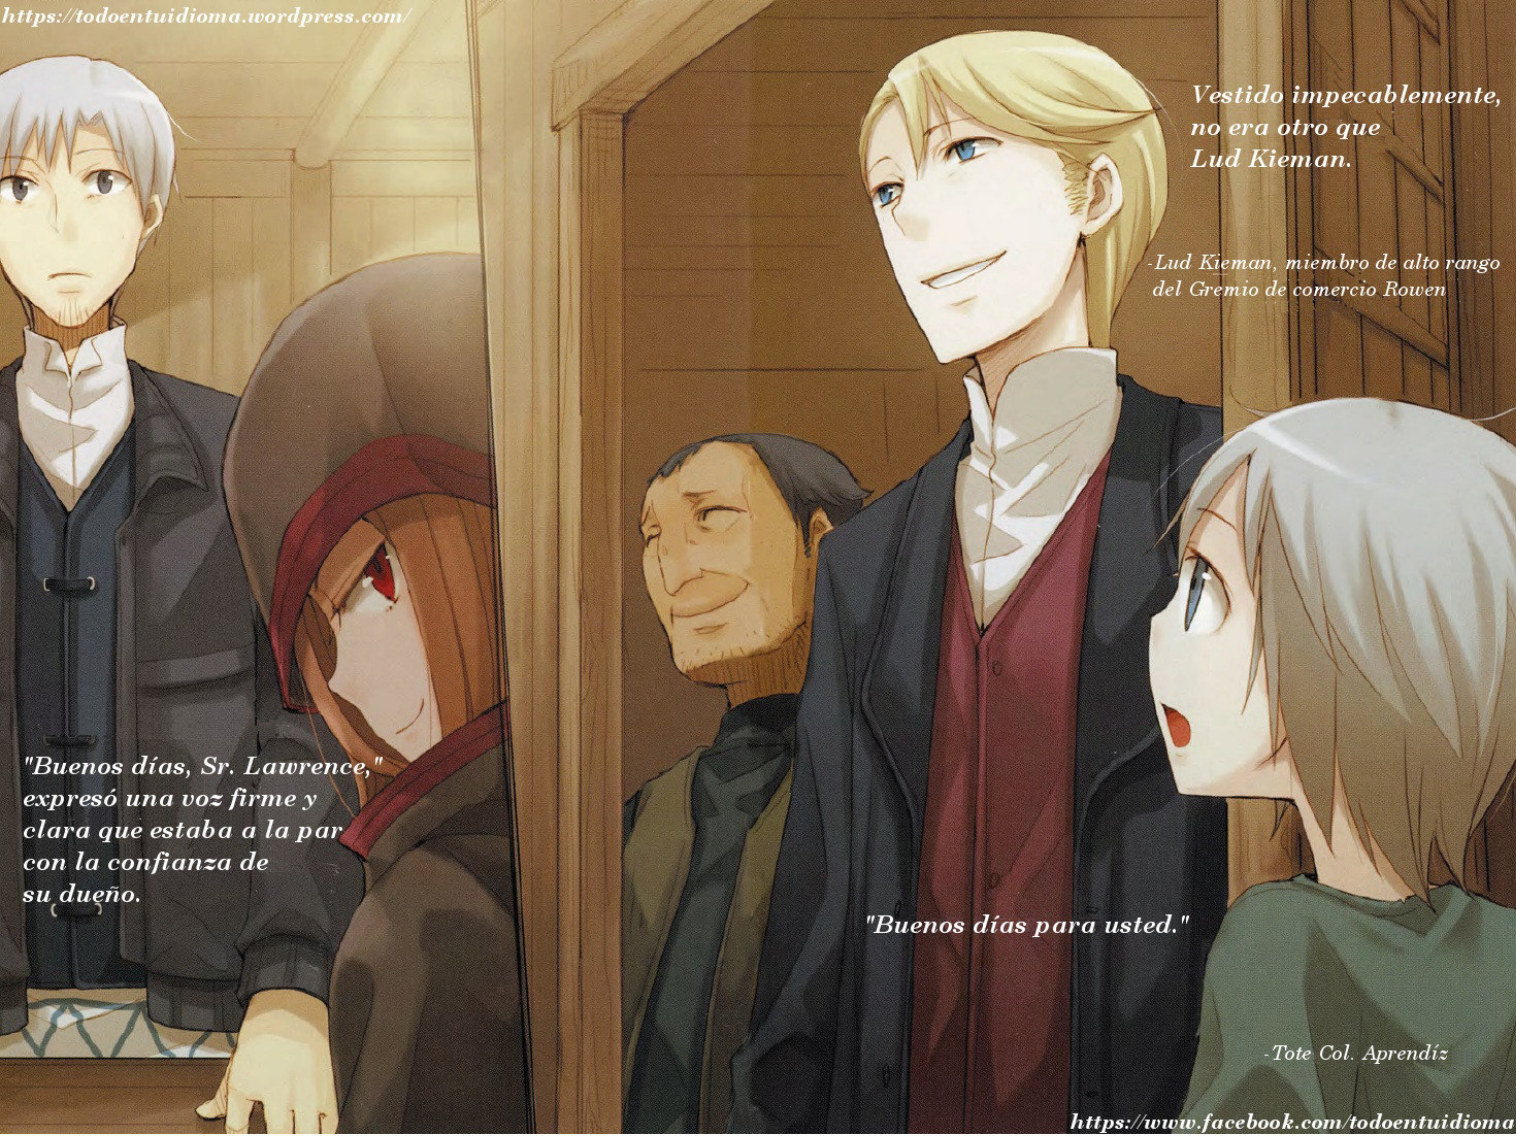 https://todoentuidioma.wordpress.com/
Vestido impecablemente,
no era otro que
Lud Kieman.
-Lud Kieman, miembro de alto rango
del Gremio de comercio Rowen
"Buenos días, Sr. Lawrence,"
expresó una voz firme y
clara que estaba a la par
con la confianza de
su dueño.
"Buenos días para usted."
-Tote Col. Aprendíz
https://www.facebook.com/todoentuidioma